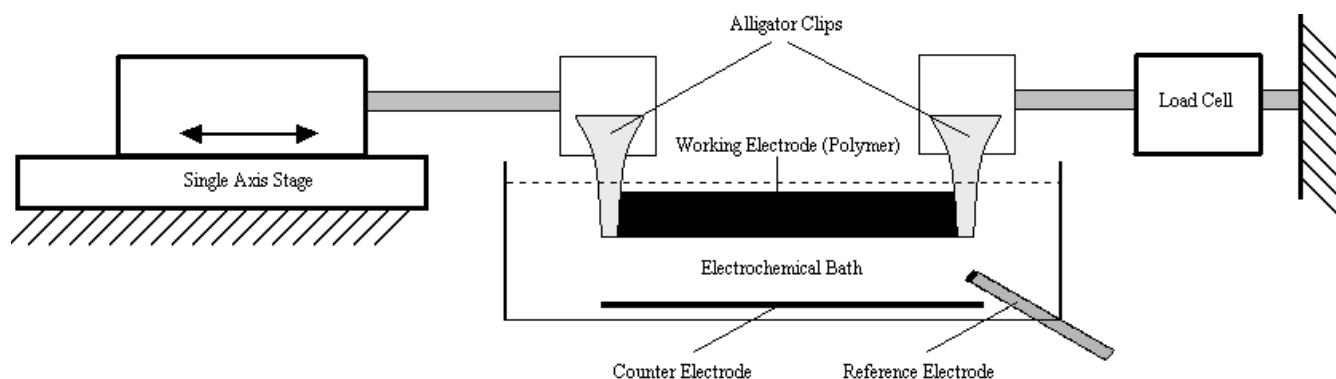 Alligator Clips
Load Cell
Working Electrode (Polymer)
Single Axis Stage
Electrochemical Bath
Counter Electrode
Reference Electrode